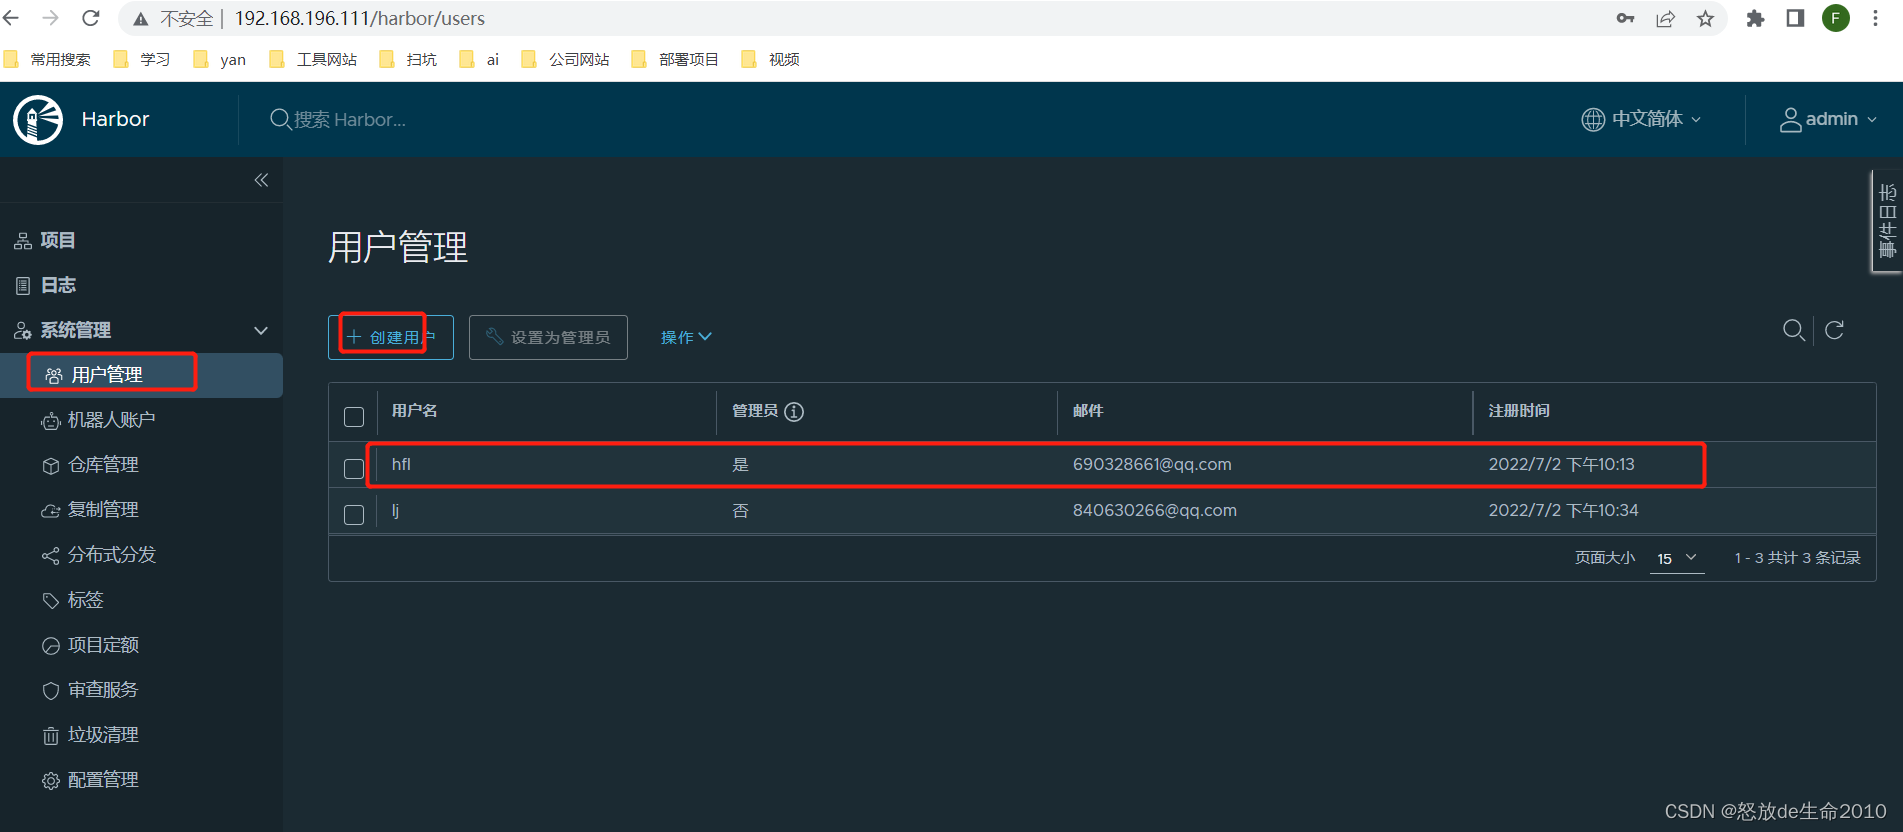 不安全 | 192.168.196.111/harbor/users
常用搜索 学习 yan 工具网站 扫坑 ai 公司网站 部署项目 视频
Harbor 搜索 Harbor... 中文简体 admin
事件日志
项目
日志
系统管理
用户管理
机器人账户
仓库管理
复制管理
分布式分发
标签
项目定额
审查服务
垃圾清理
配置管理
用户管理
+ 创建用户 设置为管理员 操作
用户名 管理员 邮件 注册时间
hfl 是 690328661@qq.com 2022/7/2 下午10:13
lj 否 840630266@qq.com 2022/7/2 下午10:34
页面大小 15 1 - 3 共计 3 条记录
F
CSDN @怒放de生命2010